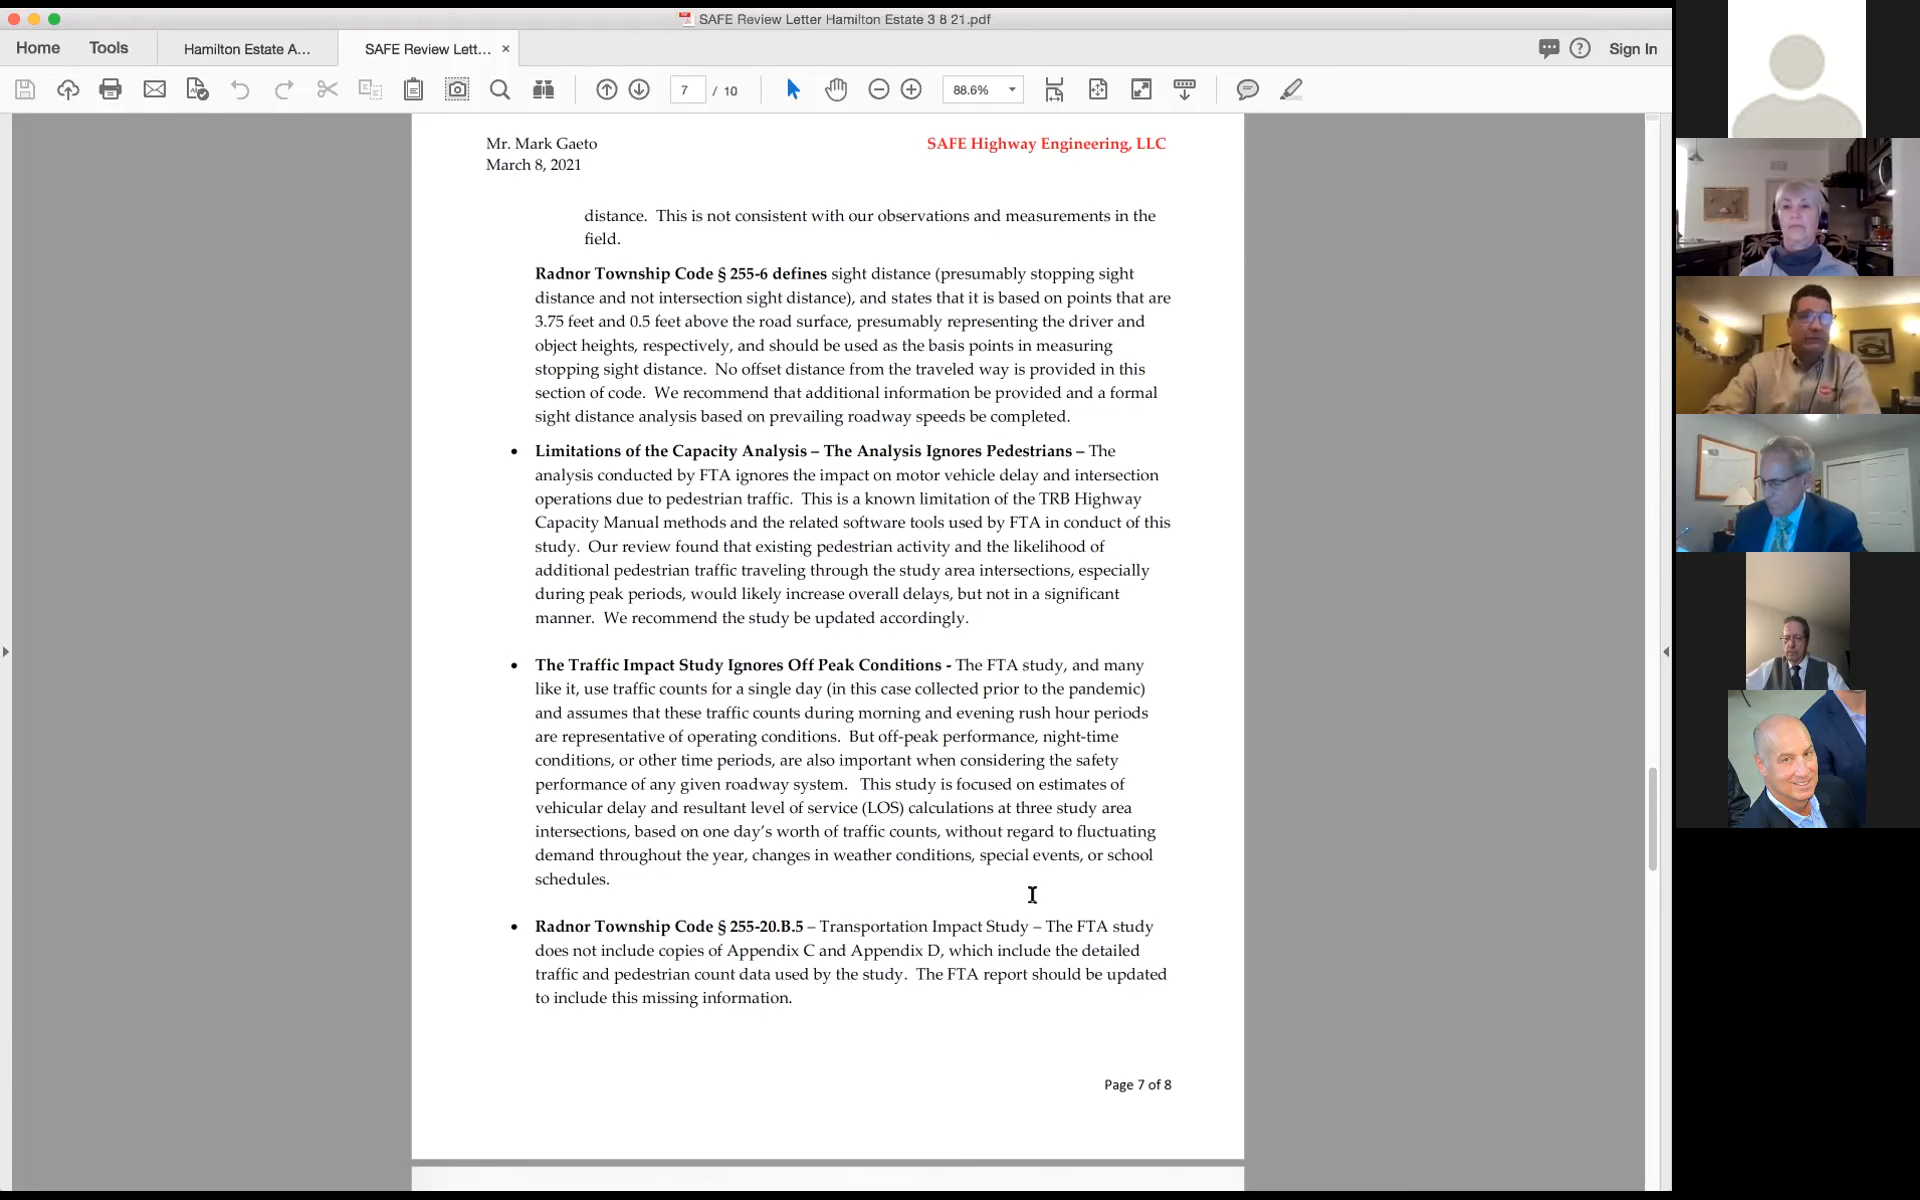 SAFE Review Letter Hamilton Estate 3 8 21.pdf
Home Tools Hamilton Estate A... SAFE Review Lett... × Sign In
7 / 10 88.6%
Mr. Mark Gaeto SAFE Highway Engineering, LLC
March 8, 2021
distance. This is not consistent with our observations and measurements in the
field.
Radnor Township Code § 255-6 defines sight distance (presumably stopping sight
distance and not intersection sight distance), and states that it is based on points that are
3.75 feet and 0.5 feet above the road surface, presumably representing the driver and
object heights, respectively, and should be used as the basis points in measuring
stopping sight distance. No offset distance from the traveled way is provided in this
section of code. We recommend that additional information be provided and a formal
sight distance analysis based on prevailing roadway speeds be completed.
• Limitations of the Capacity Analysis – The Analysis Ignores Pedestrians – The
analysis conducted by FTA ignores the impact on motor vehicle delay and intersection
operations due to pedestrian traffic. This is a known limitation of the TRB Highway
Capacity Manual methods and the related software tools used by FTA in conduct of this
study. Our review found that existing pedestrian activity and the likelihood of
additional pedestrian traffic traveling through the study area intersections, especially
during peak periods, would likely increase overall delays, but not in a significant
manner. We recommend the study be updated accordingly.
• The Traffic Impact Study Ignores Off Peak Conditions - The FTA study, and many
like it, use traffic counts for a single day (in this case collected prior to the pandemic)
and assumes that these traffic counts during morning and evening rush hour periods
are representative of operating conditions. But off-peak performance, night-time
conditions, or other time periods, are also important when considering the safety
performance of any given roadway system. This study is focused on estimates of
vehicular delay and resultant level of service (LOS) calculations at three study area
intersections, based on one day's worth of traffic counts, without regard to fluctuating
demand throughout the year, changes in weather conditions, special events, or school
schedules.
• Radnor Township Code § 255-20.B.5 – Transportation Impact Study – The FTA study
does not include copies of Appendix C and Appendix D, which include the detailed
traffic and pedestrian count data used by the study. The FTA report should be updated
to include this missing information.
Page 7 of 8